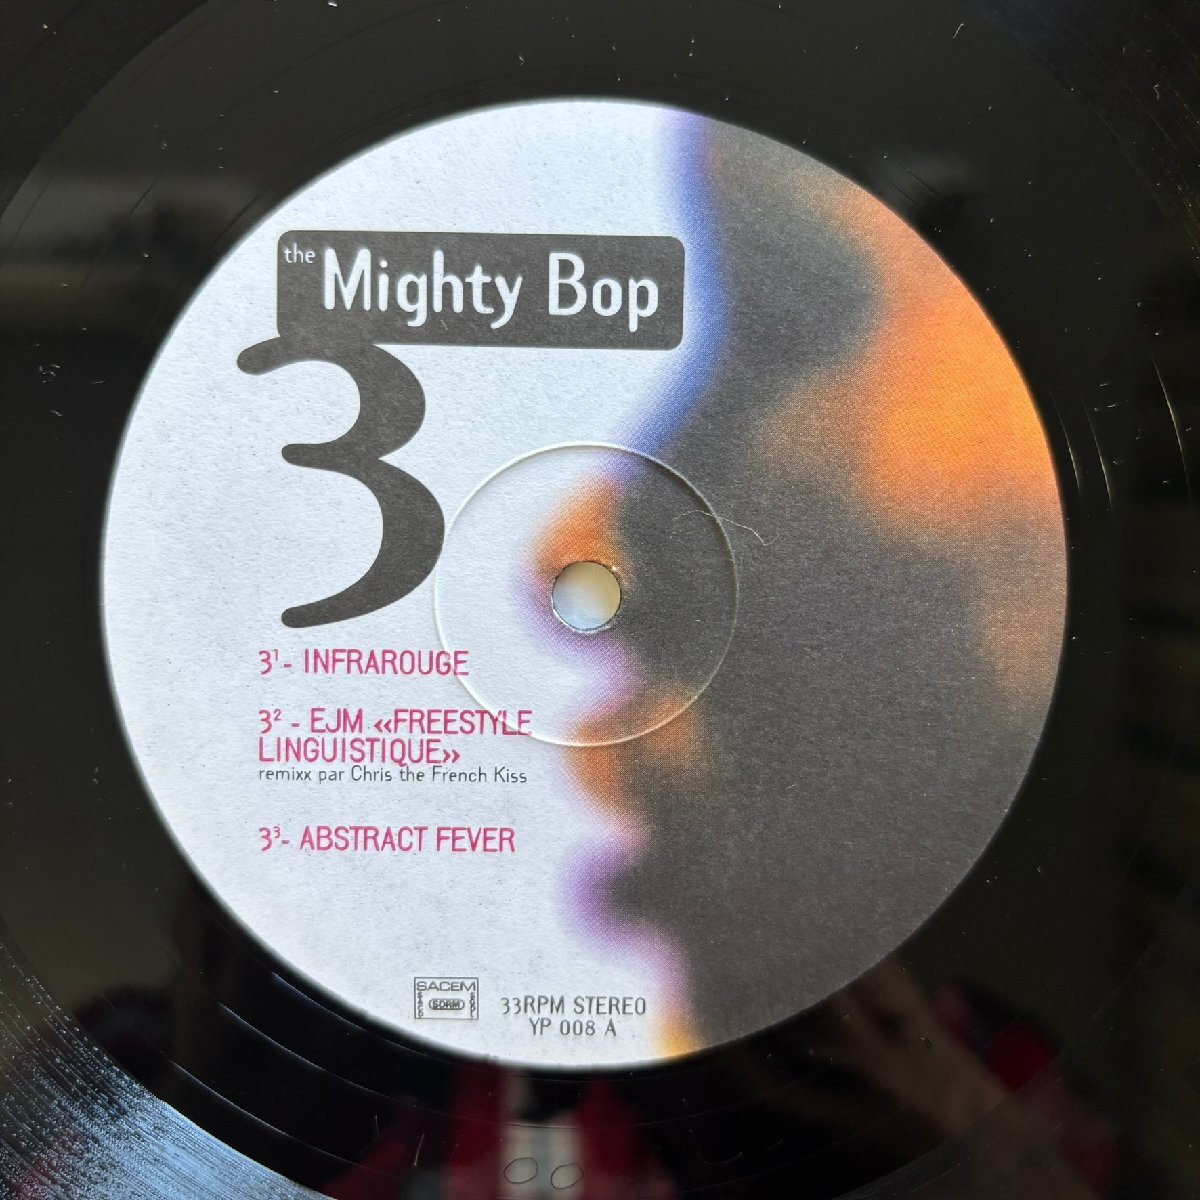 the Mighty Bop
3
3¹- INFRAROUGE
3² - EJM «FREESTYLE
LINGUISTIQUE»
remixx par Chris the French Kiss
3³- ABSTRACT FEVER
SACEM
SDRM
33RPM STEREO
YP 008 A